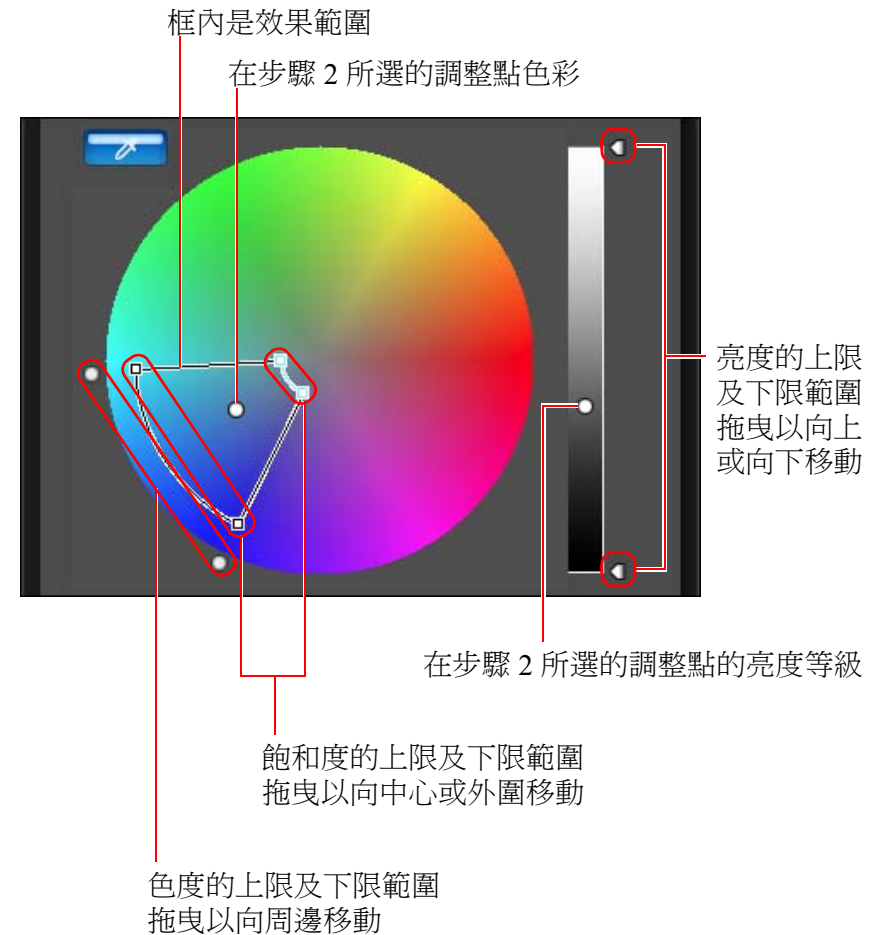 框內是效果範圍
在步驟 2 所選的調整點色彩
亮度的上限
及下限範圍
拖曳以向上
或向下移動
在步驟 2 所選的調整點的亮度等級
飽和度的上限及下限範圍
拖曳以向中心或外圍移動
色度的上限及下限範圍
拖曳以向周邊移動